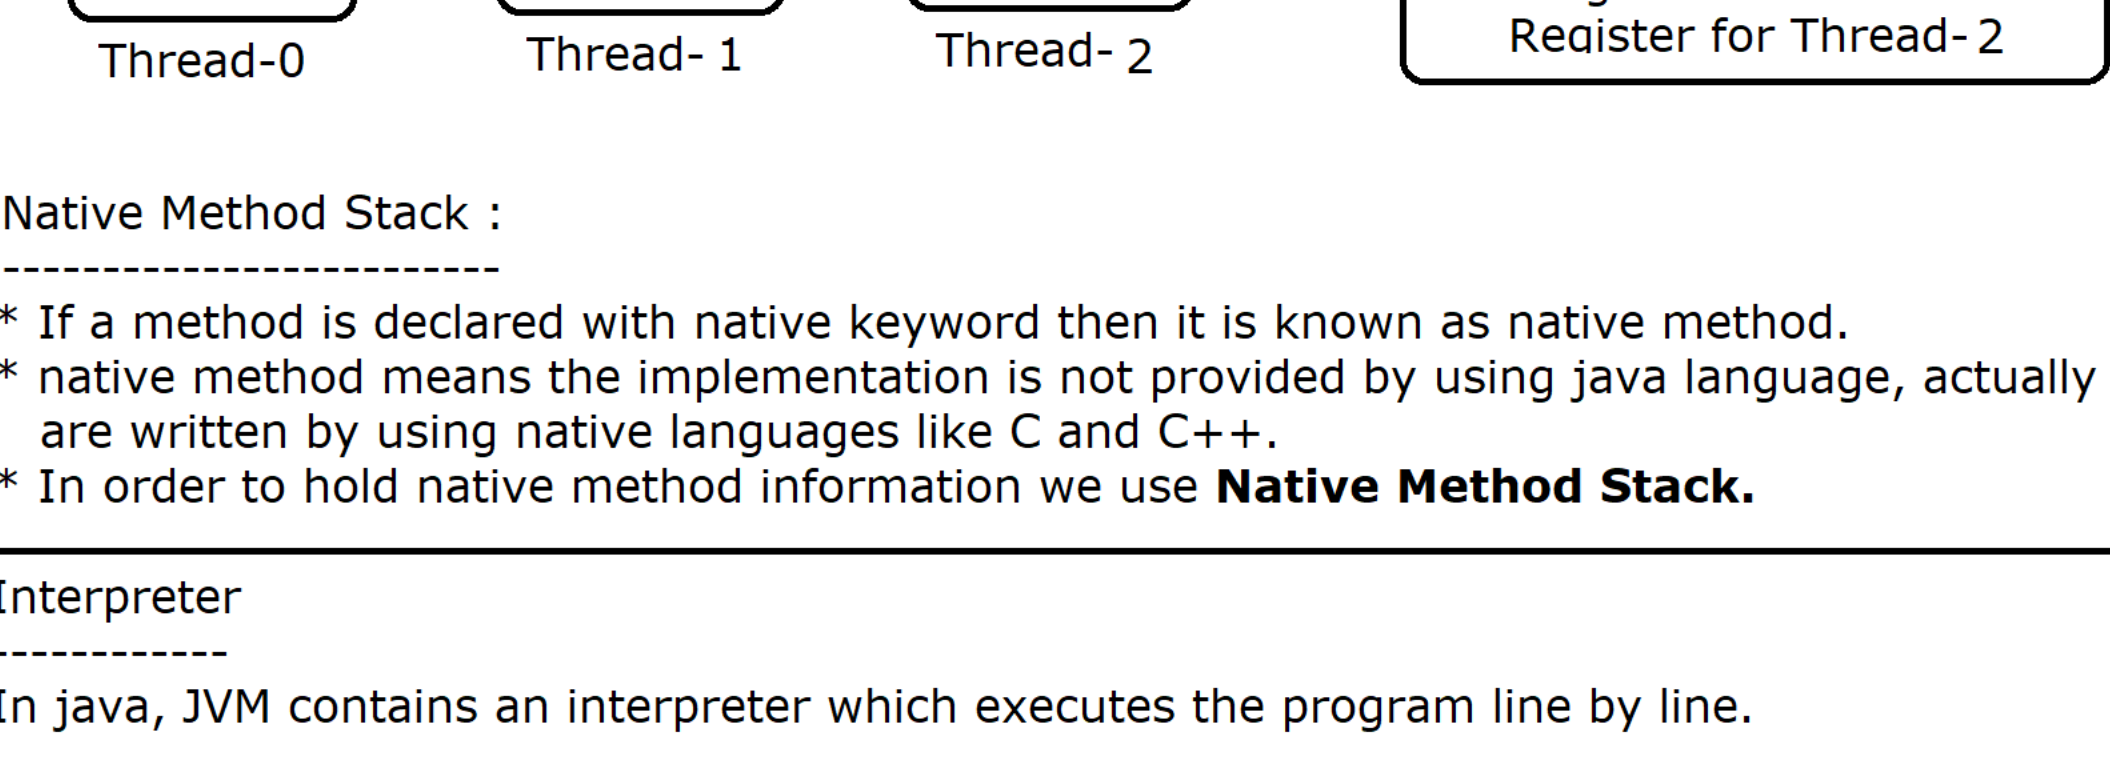 Register for Thread-2
Thread-0
Thread- 1
Thread- 2
Native Method Stack :
-------------------------
* If a method is declared with native keyword then it is known as native method.
* native method means the implementation is not provided by using java language, actually
are written by using native languages like C and C++.
* In order to hold native method information we use Native Method Stack.
Interpreter
------------
In java, JVM contains an interpreter which executes the program line by line.